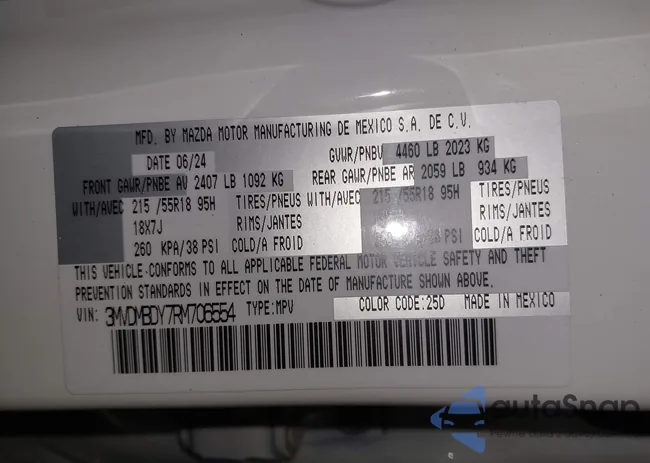 MFD. BY MAZDA MOTOR MANUFACTURING DE MEXICO S.A. DE C.V.
DATE 06/24 GVWR/PNBV 4460 LB 2023 KG
FRONT GAWR/PNBE AV 2407 LB 1092 KG REAR GAWR/PNBE AR 2059 LB 934 KG
WITH/AVEC 215 /55R18 95H TIRES/PNEUS WITH/AVEC 215 /55R18 95H TIRES/PNEUS
18X7J RIMS/JANTES RIMS/JANTES
260 KPA/38 PSI COLD/A FROID PSI COLD/A FROID
THIS VEHICLE CONFORMS TO ALL APPLICABLE FEDERAL MOTOR VEHICLE SAFETY AND THEFT
PREVENTION STANDARDS IN EFFECT ON THE DATE OF MANUFACTURE SHOWN ABOVE.
VIN: 3MVDMBDY7RM706554 TYPE:MPV COLOR CODE:25D MADE IN MEXICO
autoSnap